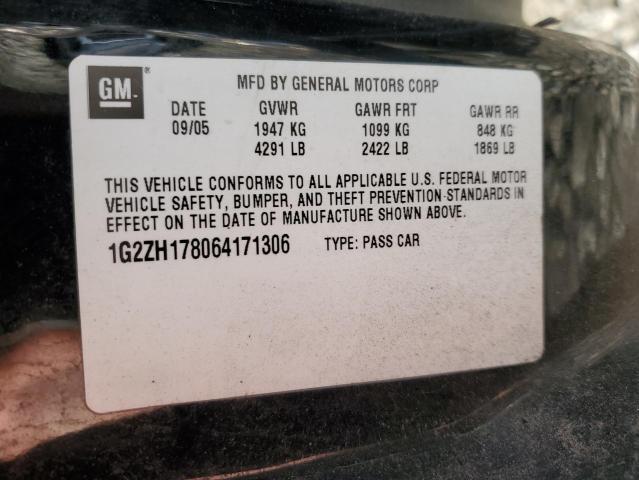 GM ®
MFD BY GENERAL MOTORS CORP
DATE GVWR GAWR FRT GAWR RR
09/05 1947 KG 1099 KG 848 KG
4291 LB 2422 LB 1869 LB
THIS VEHICLE CONFORMS TO ALL APPLICABLE U.S. FEDERAL MOTOR
VEHICLE SAFETY, BUMPER, AND THEFT PREVENTION STANDARDS IN
EFFECT ON THE DATE OF MANUFACTURE SHOWN ABOVE.
1G2ZH178064171306 TYPE: PASS CAR